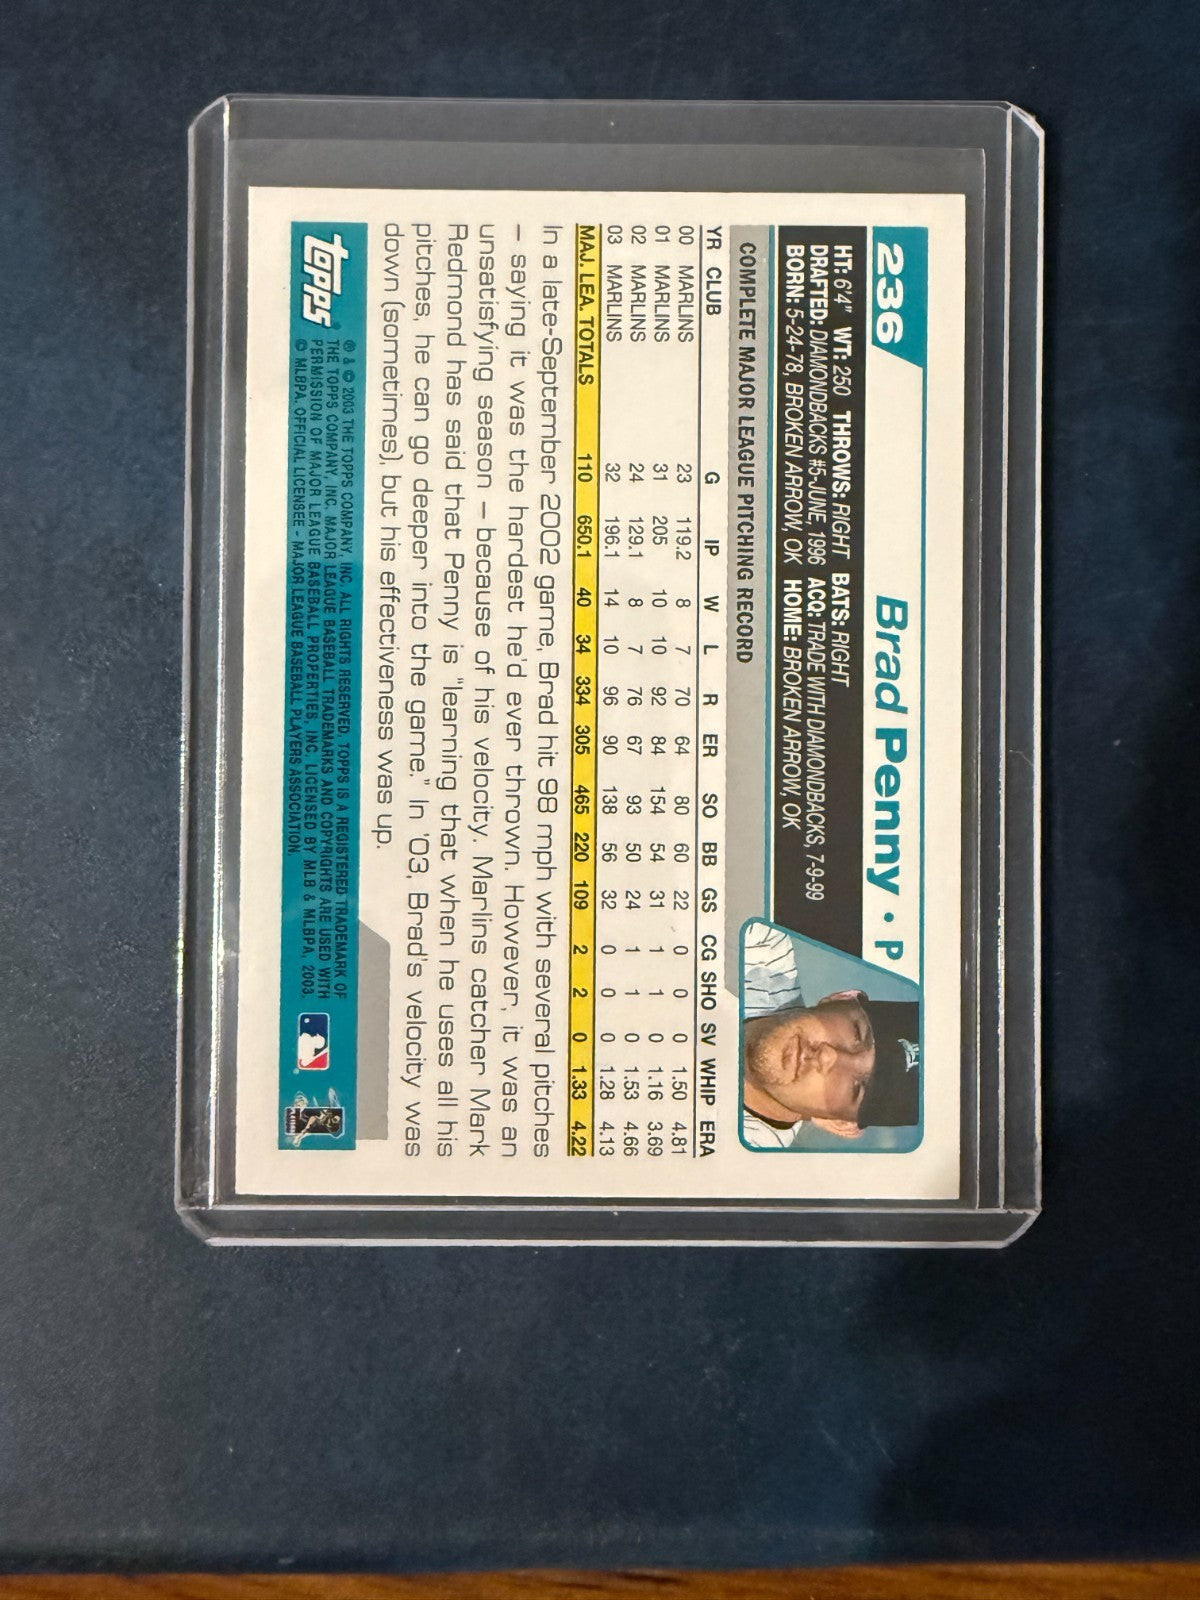 236 Brad Penny • P
HT: 6'4" WT: 250 THROWS: RIGHT BATS: RIGHT
DRAFTED: DIAMONDBACKS #5-JUNE, 1996 ACQ: TRADE WITH DIAMONDBACKS, 7-9-99
BORN: 5-24-78, BROKEN ARROW, OK HOME: BROKEN ARROW, OK
COMPLETE MAJOR LEAGUE PITCHING RECORD
YR CLUB G IP W L R ER SO BB GS CG SHO SV WHIP ERA
00 MARLINS 23 119.2 8 7 70 64 80 60 22 0 0 0 1.50 4.81
01 MARLINS 31 205 10 10 92 84 154 54 31 1 1 0 1.16 3.69
02 MARLINS 24 129.1 8 7 76 67 93 50 24 1 1 0 1.53 4.66
03 MARLINS 32 196.1 14 10 96 90 138 56 32 0 0 0 1.28 4.13
MAJ. LEA. TOTALS 110 650.1 40 34 334 305 465 220 109 2 2 0 1.33 4.22
In a late-September 2002 game, Brad hit 98 mph with several pitches
– saying it was the hardest he'd ever thrown. However, it was an
unsatisfying season – because of his velocity. Marlins catcher Mark
Redmond has said that Penny is "learning that when he uses all his
pitches, he can go deeper into the game." In '03, Brad's velocity was
down (sometimes), but his effectiveness was up.
topps
® & © 2003 THE TOPPS COMPANY, INC. ALL RIGHTS RESERVED. TOPPS IS A REGISTERED TRADEMARK OF
THE TOPPS COMPANY, INC. MAJOR LEAGUE BASEBALL TRADEMARKS AND COPYRIGHTS ARE USED WITH
PERMISSION OF MAJOR LEAGUE BASEBALL PROPERTIES, INC. LICENSED BY MLB & MLBPA, 2003.
© MLBPA. OFFICIAL LICENSEE - MAJOR LEAGUE BASEBALL PLAYERS ASSOCIATION.